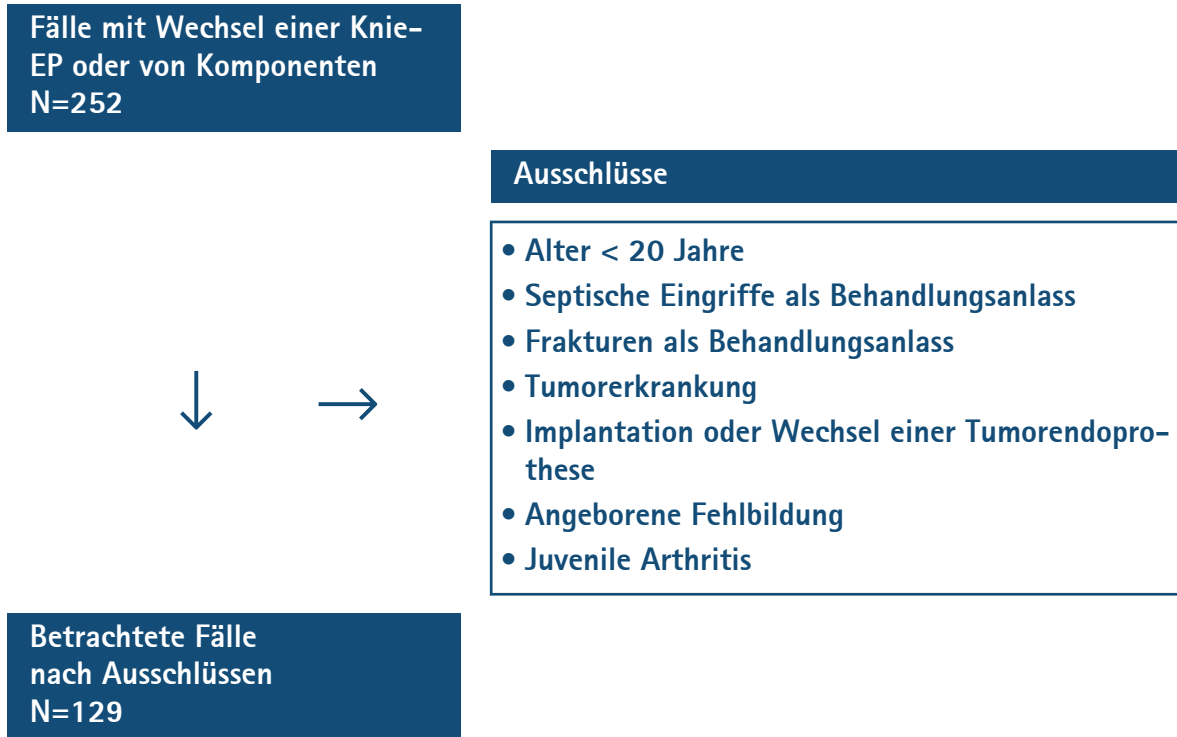 Fälle mit Wechsel einer Knie-
EP oder von Komponenten
N=252
Ausschlüsse
• Alter < 20 Jahre
• Septische Eingriffe als Behandlungsanlass
• Frakturen als Behandlungsanlass
• Tumorerkrankung
• Implantation oder Wechsel einer Tumorendopro-
these
• Angeborene Fehlbildung
• Juvenile Arthritis
Betrachtete Fälle
nach Ausschlüssen
N=129